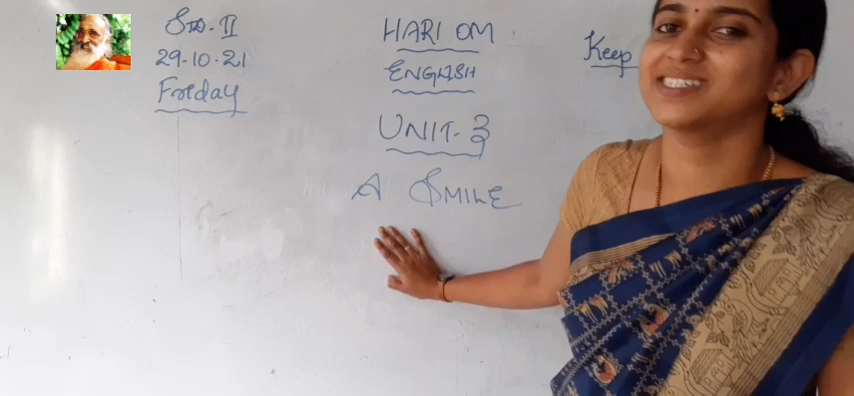 STD. II
29.10.21
Friday
HARI OM
ENGLISH
UNIT-3
A SMILE
Keep